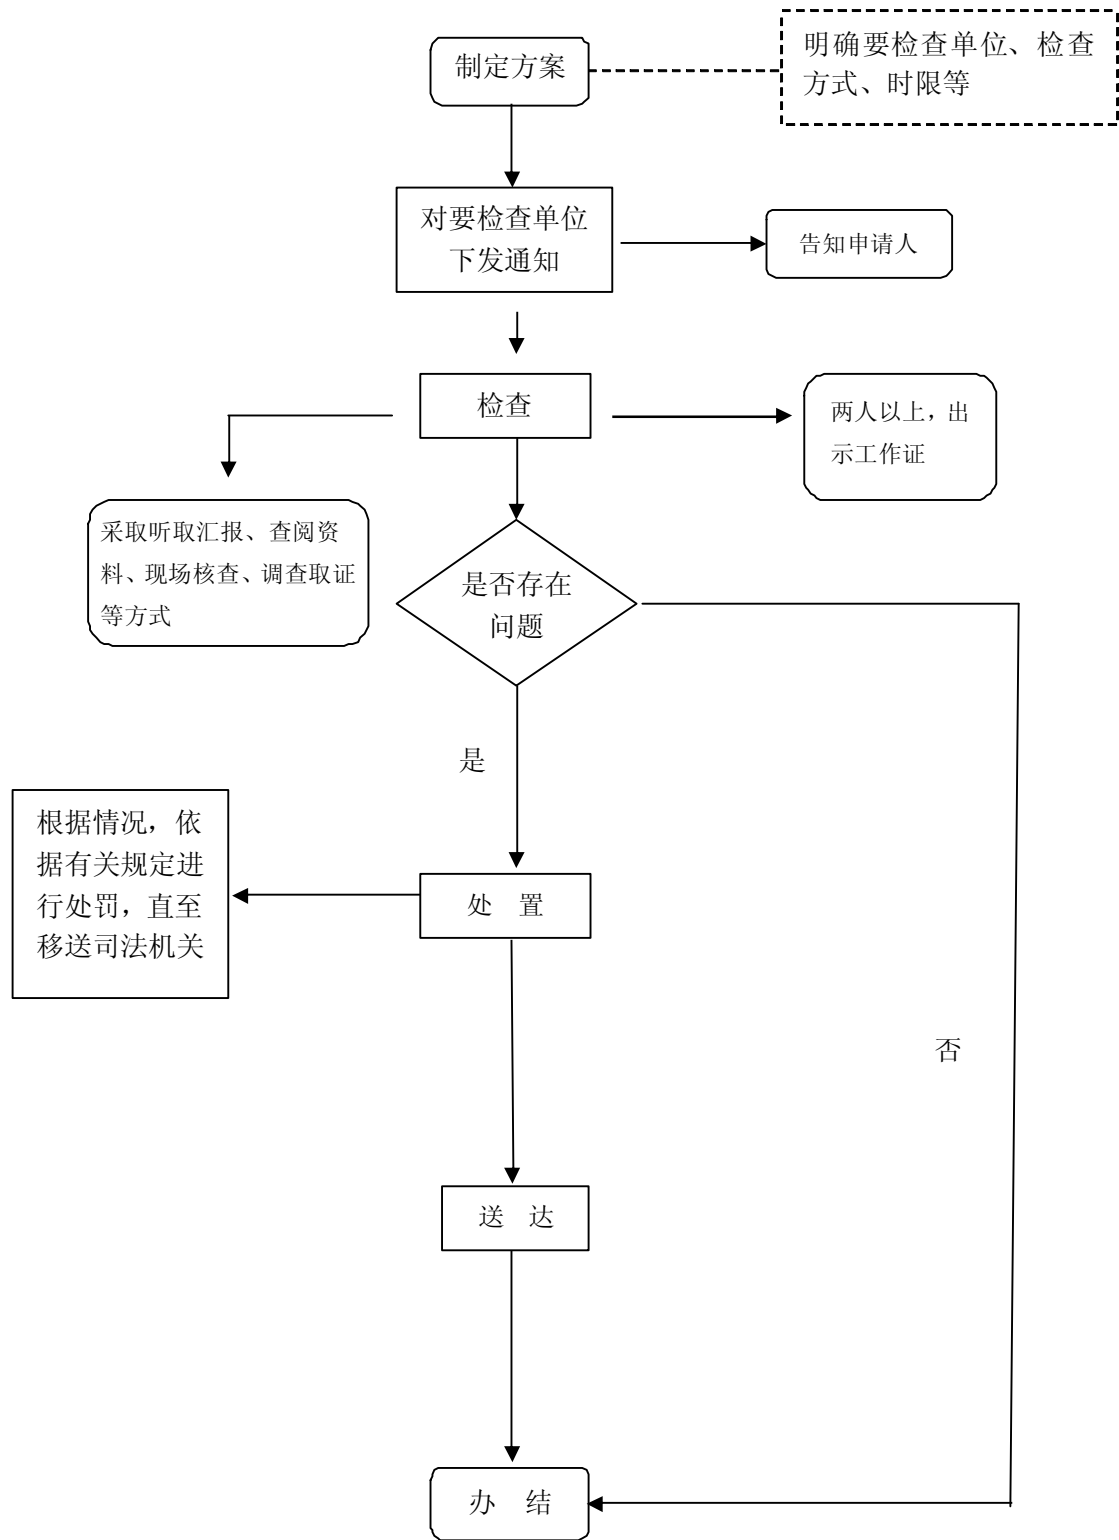 制定方案
明确要检查单位、检查
方式、时限等
对要检查单位
下发通知
告知申请人
检查
两人以上，出
示工作证
采取听取汇报、查阅资
料、现场核查、调查取证
等方式
是否存在
问题
是
根据情况，依
据有关规定进
行处罚，直至
移送司法机关
处 置
否
送 达
办 结